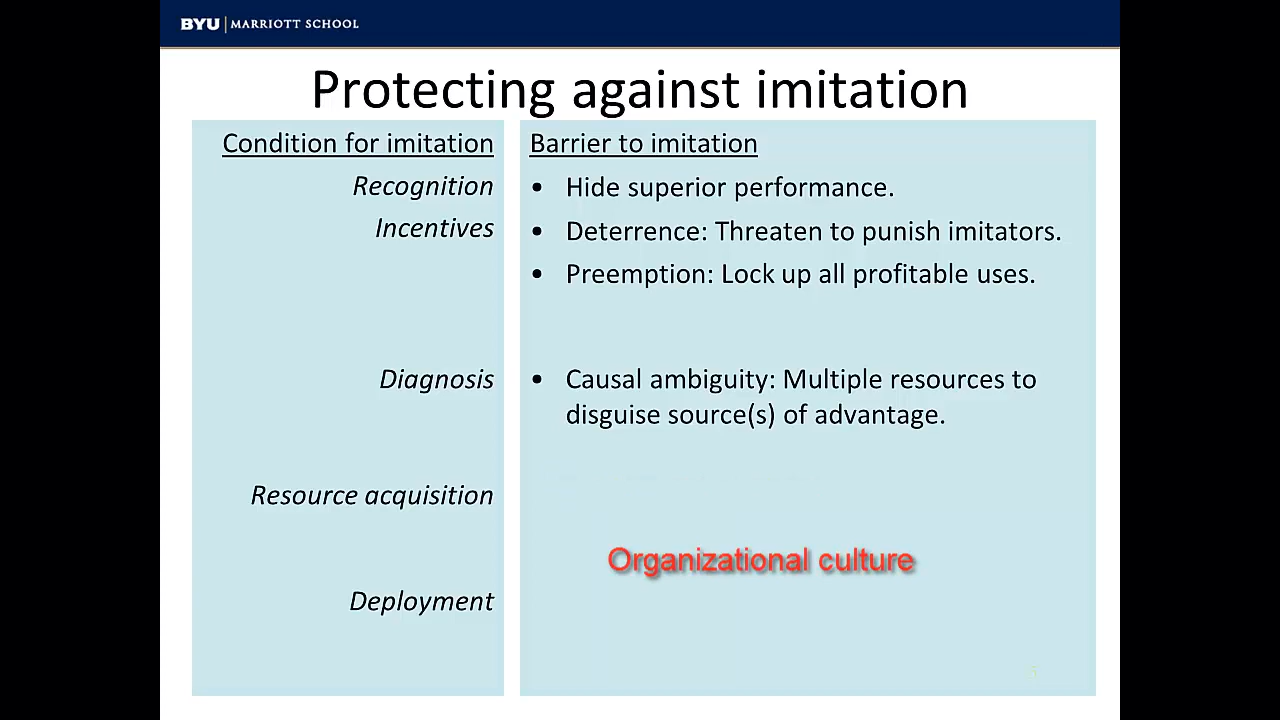 BYU | MARRIOTT SCHOOL
Protecting against imitation
Condition for imitation
Recognition
Incentives
Diagnosis
Resource acquisition
Deployment
Barrier to imitation
• Hide superior performance.
• Deterrence: Threaten to punish imitators.
• Preemption: Lock up all profitable uses.
• Causal ambiguity: Multiple resources to
disguise source(s) of advantage.
Organizational culture
5